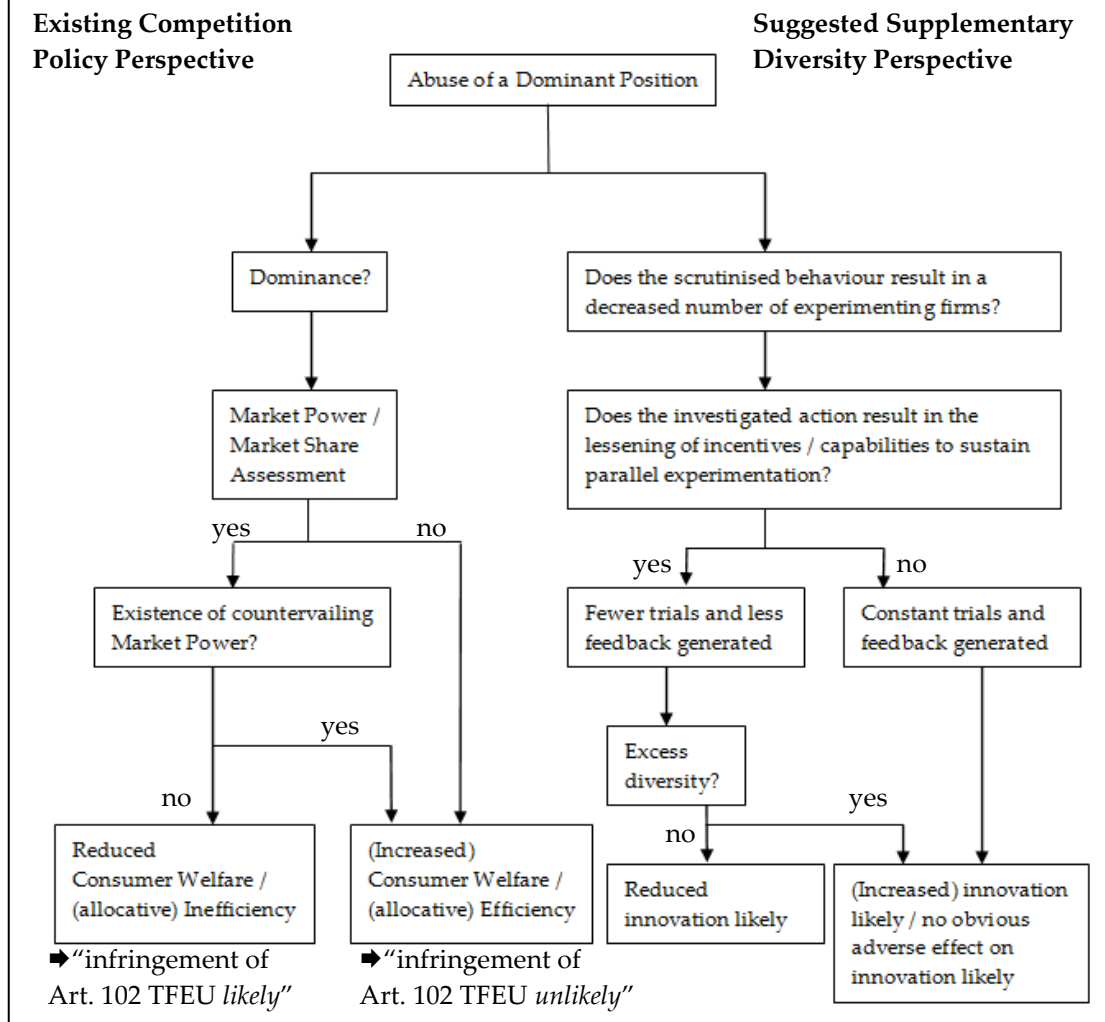 Existing Competition
Policy Perspective
Suggested Supplementary
Diversity Perspective
Abuse of a Dominant Position
Dominance?
Does the scrutinised behaviour result in a
decreased number of experimenting firms?
Market Power /
Market Share
Assessment
Does the investigated action result in the
lessening of incentives / capabilities to sustain
parallel experimentation?
yes
no
yes
no
Existence of countervailing
Market Power?
Fewer trials and less
feedback generated
Constant trials and
feedback generated
yes
no
Excess
diversity?
yes
no
Reduced
Consumer Welfare /
(allocative) Inefficiency
(Increased)
Consumer Welfare /
(allocative) Efficiency
Reduced
innovation likely
(Increased) innovation
likely / no obvious
adverse effect on
innovation likely
🡆“infringement of
Art. 102 TFEU likely”
🡆“infringement of
Art. 102 TFEU unlikely”